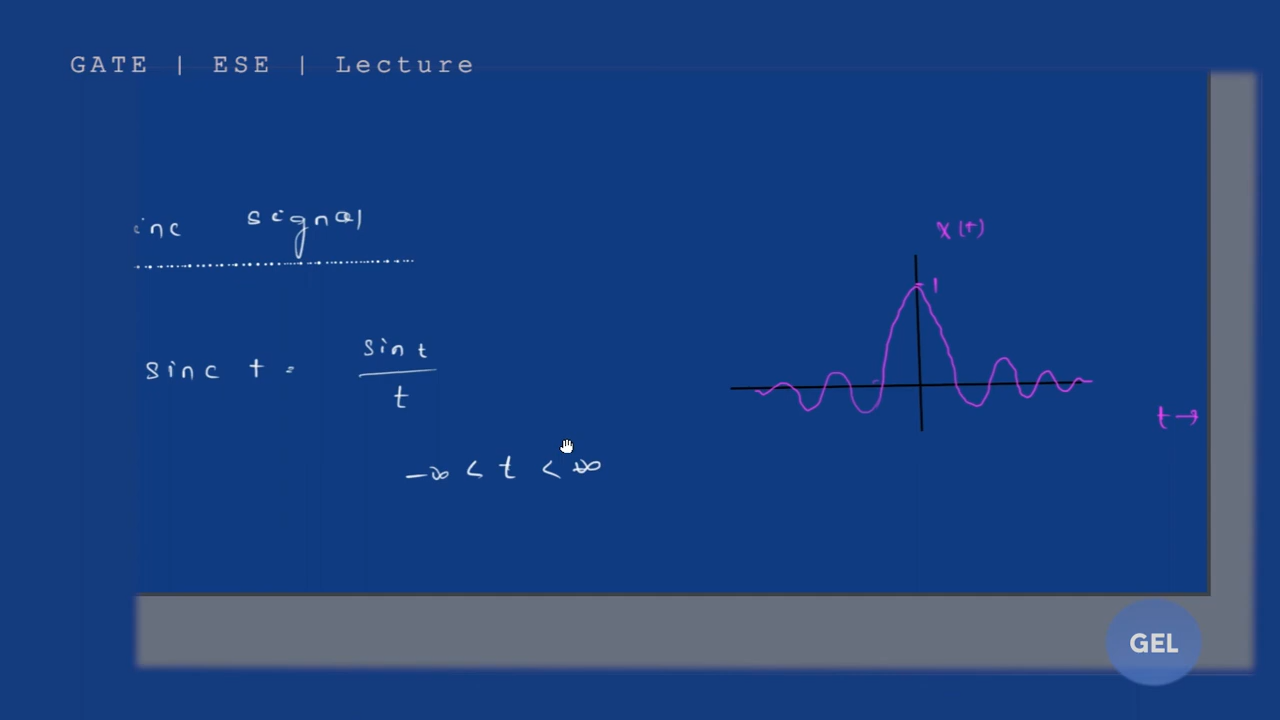 GATE | ESE | Lecture
inc signal
x(t)
1
sinc t = sin t
t
t →
-∞ < t < ∞
GEL